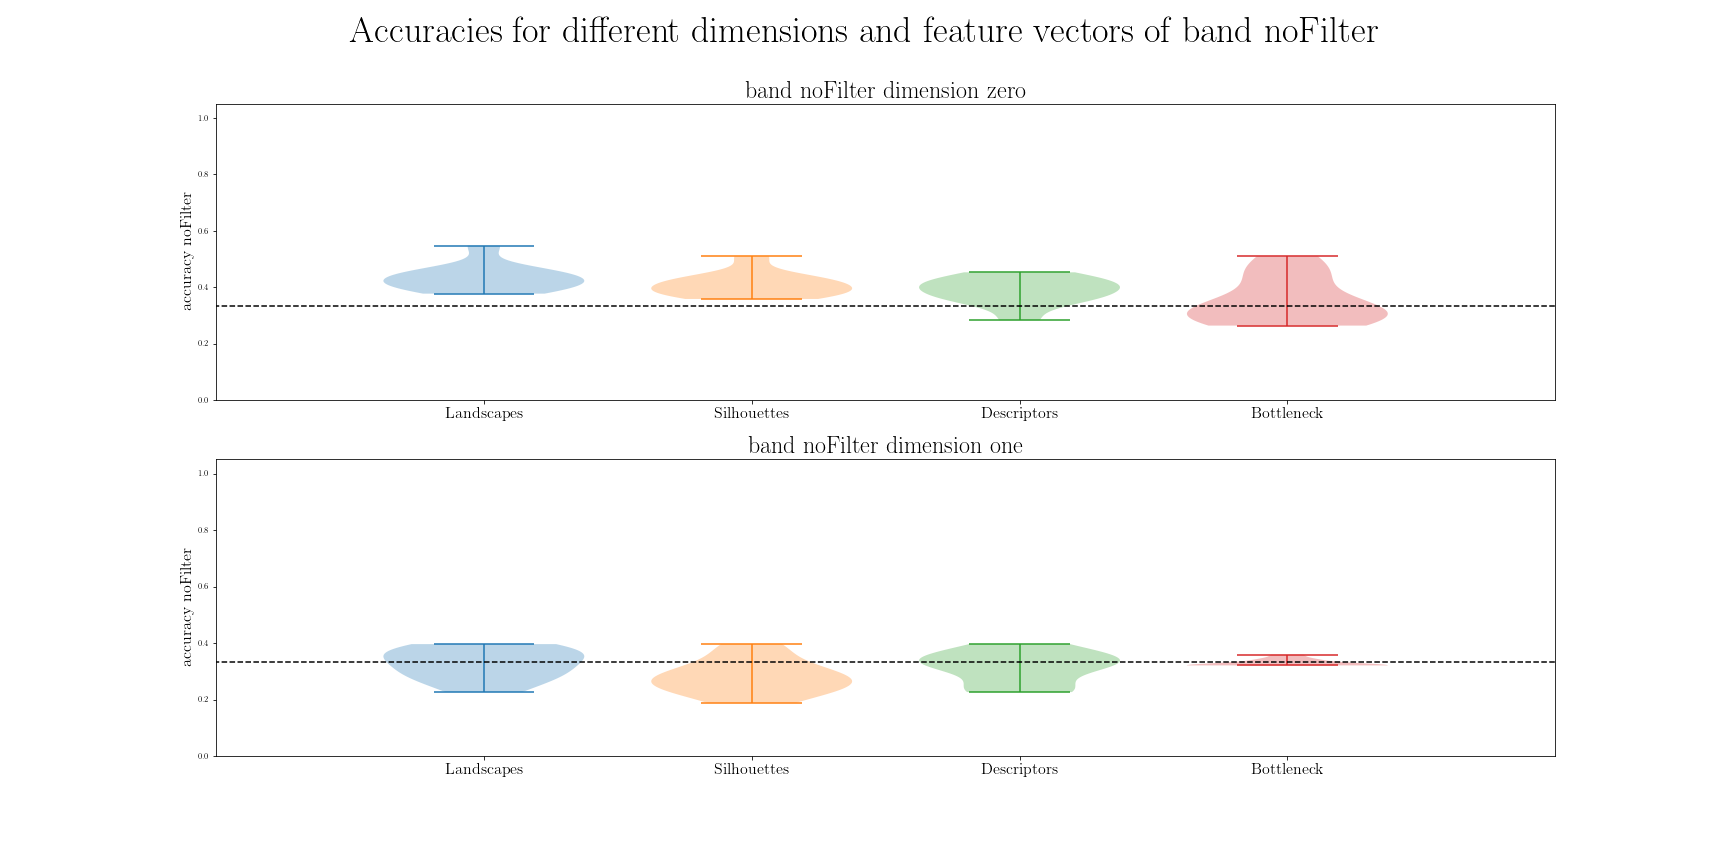 Accuracies for different dimensions and feature vectors of band noFilter
band noFilter dimension zero
accuracy noFilter
1.0
0.8
0.6
0.4
0.2
0.0
Landscapes Silhouettes Descriptors Bottleneck
band noFilter dimension one
accuracy noFilter
1.0
0.8
0.6
0.4
0.2
0.0
Landscapes Silhouettes Descriptors Bottleneck